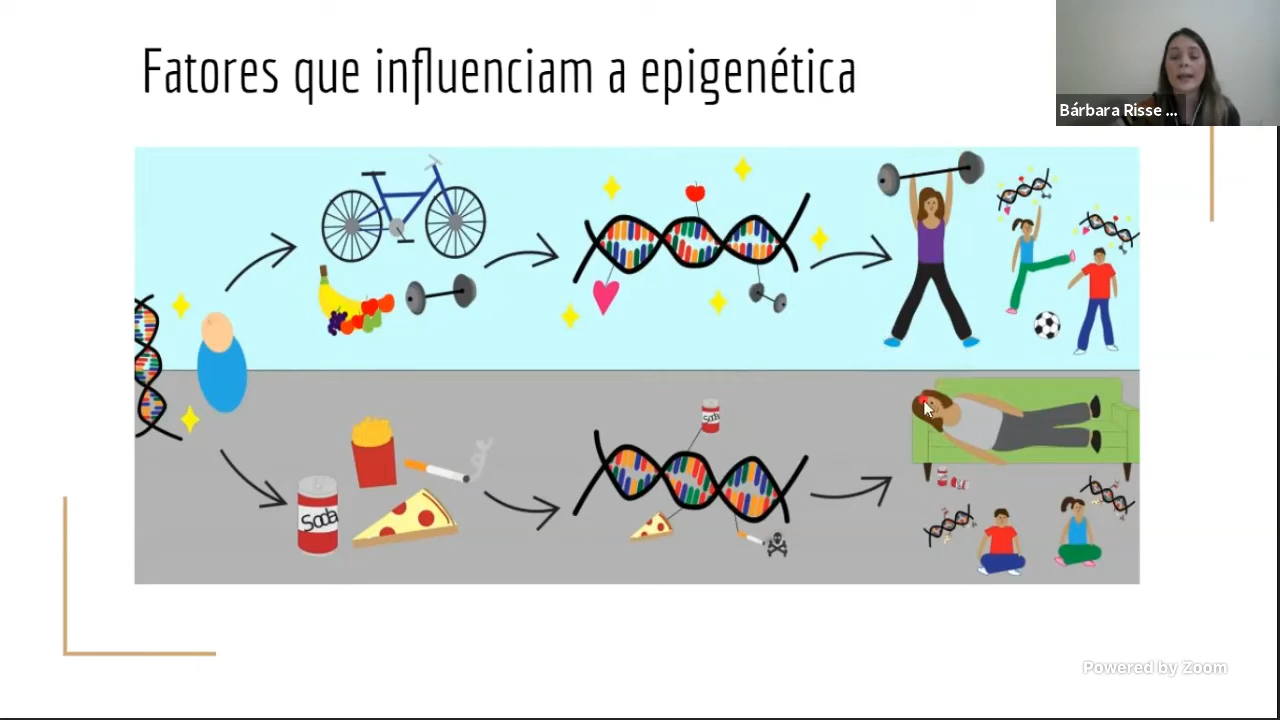 Fatores que influenciam a epigenética
Bárbara Risse ...
Soda
Soda
Powered by Zoom